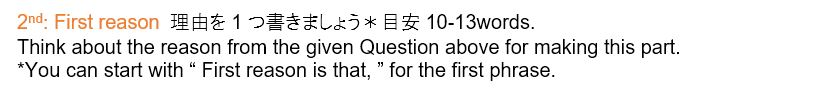 2nd: First reason 理由を 1 つ書きましょう＊目安 10-13words.
Think about the reason from the given Question above for making this part.
*You can start with “ First reason is that, ” for the first phrase.